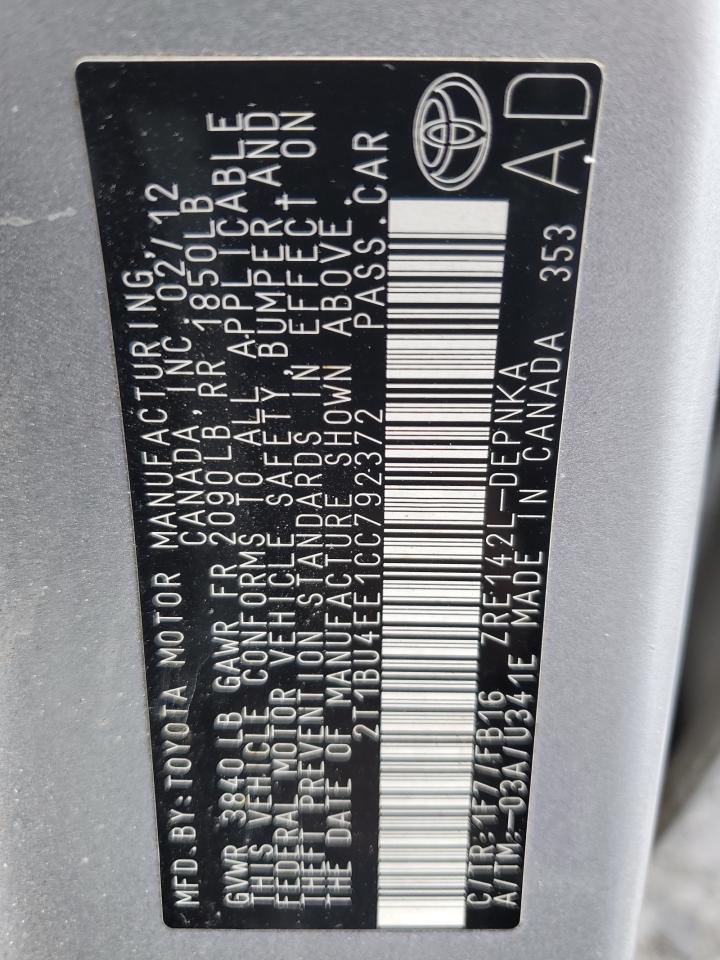 MFD.BY:TOYOTA MOTOR MANUFACTURING,
CANADA, INC. 02/12
GVWR 3840LB GAWR FR 2090LB RR 1850LB
THIS VEHICLE CONFORMS TO ALL APPLICABLE
FEDERAL MOTOR VEHICLE SAFETY, BUMPER, AND
THEFT PREVENTION STANDARDS IN EFFECT ON
THE DATE OF MANUFACTURE SHOWN ABOVE.
2T1BU4EE1CC792372 PASS.CAR
C/TR:1F7/FB16 ZRE142L-DEPNKA
A/TM:-03A/U341E MADE IN CANADA 353
AD